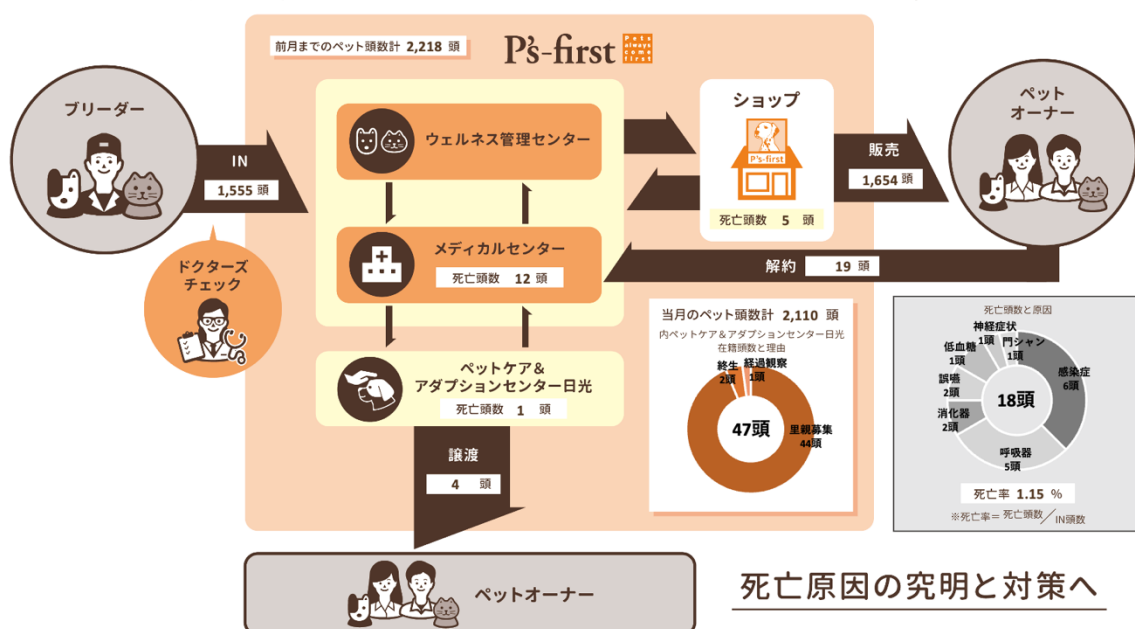 前月までのペット頭数計 2,218 頭
P's-first
Pets
always
come
first
ブリーダー
IN
1,555 頭
ドクターズ
チェック
ウェルネス管理センター
メディカルセンター
死亡頭数 12 頭
ペットケア＆
アダプションセンター日光
死亡頭数 1 頭
譲渡
4 頭
ショップ
P's-first
死亡頭数 5 頭
販売
1,654 頭
ペット
オーナー
解約 19 頭
当月のペット頭数計 2,110 頭
内ペットケア＆アダプションセンター日光
在籍頭数と理由
終生
2頭
経過観察
1頭
47頭
里親募集
44頭
死亡頭数と原因
神経症状
1頭
門シャン
1頭
低血糖
1頭
感染症
6頭
誤嚥
2頭
18頭
消化器
2頭
呼吸器
5頭
死亡率 1.15 %
※死亡率＝死亡頭数／IN頭数
ペットオーナー
死亡原因の究明と対策へ